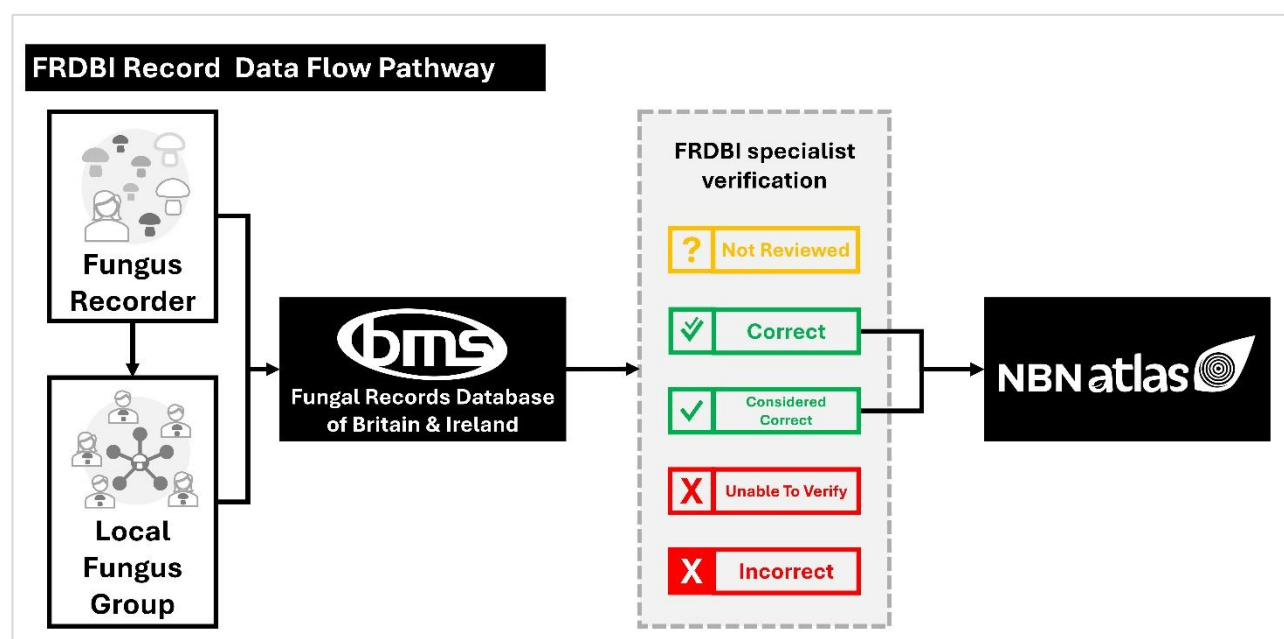 FRDBI Record Data Flow Pathway
Fungus
Recorder
Local
Fungus
Group
bms
Fungal Records Database
of Britain & Ireland
FRDBI specialist
verification
? Not Reviewed
Correct
Considered
Correct
X Unable To Verify
X Incorrect
NBN atlas